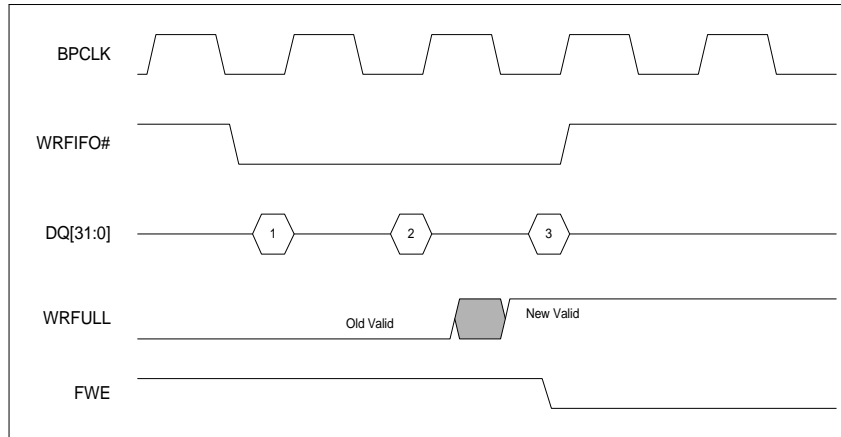 BPCLK
WRFIFO#
DQ[31:0] 1 2 3
WRFULL Old Valid New Valid
FWE